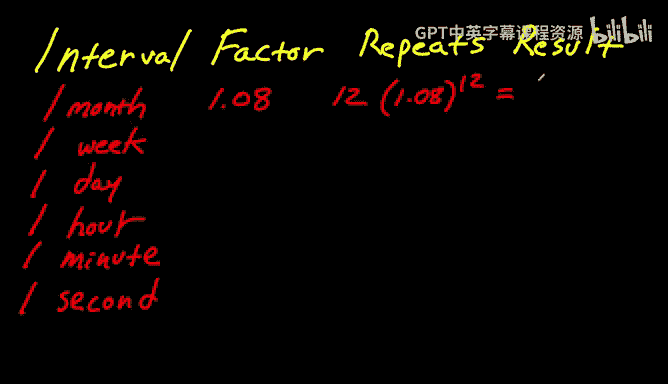 GPT中英字幕课程资源 bilibili
Interval Factor Repeats Result
1 month 1.08 12 (1.08)^12 =
1 week
1 day
1 hour
1 minute
1 second